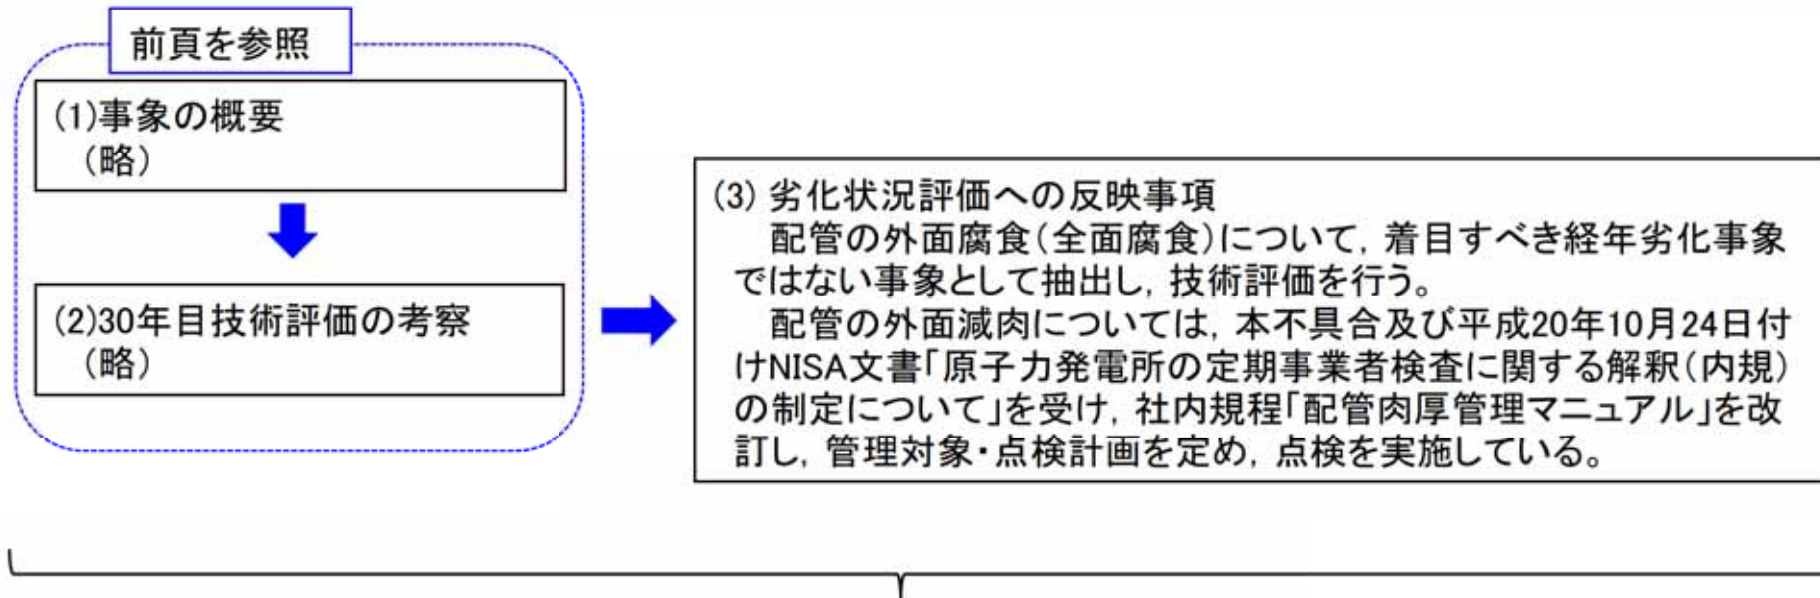 前頁を参照
(1)事象の概要
(略)
(2)30年目技術評価の考察
(略)
(3) 劣化状況評価への反映事項
配管の外面腐食(全面腐食)について, 着目すべき経年劣化事象
ではない事象として抽出し, 技術評価を行う。
配管の外面減肉については, 本不具合及び平成20年10月24日付
けNISA文書「原子力発電所の定期事業者検査に関する解釈(内規)
の制定について」を受け, 社内規程「配管肉厚管理マニュアル」を改
訂し, 管理対象・点検計画を定め, 点検を実施している。